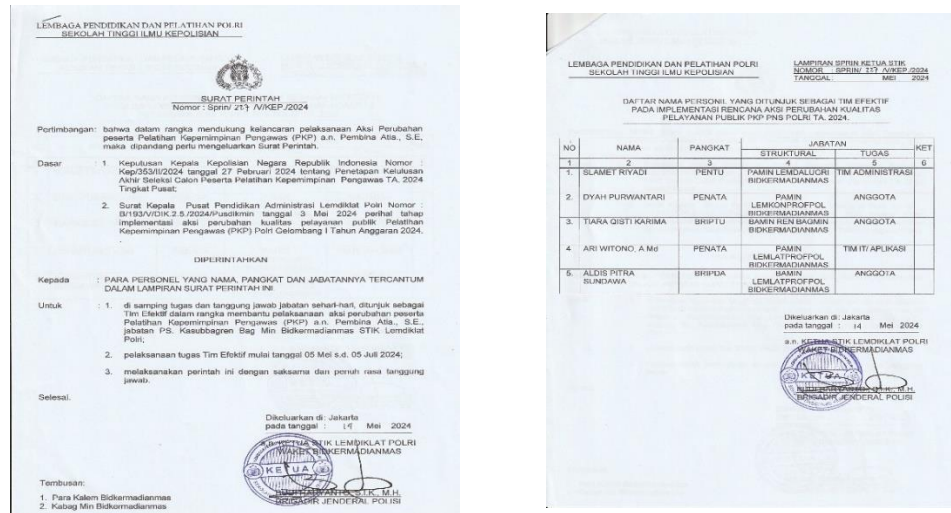 LEMBAGA PENDIDIKAN DAN PELATIHAN POLRI
SEKOLAH TINGGI ILMU KEPOLISIAN
SURAT PERINTAH
Nomor : Sprin/ /V/KEP./2024
Pertimbangan: bahwa dalam rangka mendukung kelancaran pelaksanaan Aksi Perubahan
peserta Pelatihan Kepemimpinan Pengawas (PKP) a.n. Pembina Atia., S.E,
maka dipandang perlu mengeluarkan Surat Perintah.
Dasar : 1 Keputusan Kepala Kepolisian Negara Republik Indonesia Nomor :
Kep/353/II/2024 tanggal 27 Pebruari 2024 tentang Penetapan Kelulusan
Akhir Seleksi Calon Peserta Pelatihan Kepemimpinan Pengawas TA. 2024
Tingkat Pusat;
2. Surat Kepala Pusat Pendidikan Administrasi Lemdiklat Polri Nomor :
B/193/V/DIK.2.5./2024/Pusdikmin tanggal 3 Mei 2024 perihal tahap
implementasi aksi perubahan kualitas pelayanan publik Pelatihan
Kepemimpinan Pengawas (PKP) Polri Gelombang I Tahun Anggaran 2024.
DIPERINTAHKAN
Kepada : PARA PERSONEL YANG NAMA, PANGKAT DAN JABATANNYA TERCANTUM
DALAM LAMPIRAN SURAT PERINTAH INI.
Untuk : 1. di samping tugas dan tanggung jawab jabatan sehari-hari, ditunjuk sebagai
Tim Efektif dalam rangka membantu pelaksanaan aksi perubahan peserta
Pelatihan Kepemimpinan Pengawas (PKP) a.n. Pembina Atia., S.E.,
jabatan PS. Kasubbagren Bag Min Bidkermadianmas STIK Lemdiklat
Polri;
2. pelaksanaan tugas Tim Efektif mulai tanggal 05 Mei s.d. 05 Juli 2024;
3. melaksanakan perintah ini dengan saksama dan penuh rasa tanggung
jawab.
Selesai.
Dikeluarkan di: Jakarta
pada tanggal : 14 Mei 2024
a.n. KETUA STIK LEMDIKLAT POLRI
WAKET BIDKERMADIANMAS
KETUA
BUDI HARYANTO, S.I.K., M.H.
BRIGADIR JENDERAL POLISI
Tembusan:
1. Para Kalem Bidkermadianmas
2. Kabag Min Bidkermadianmas
LEMBAGA PENDIDIKAN DAN PELATIHAN POLRI
SEKOLAH TINGGI ILMU KEPOLISIAN
LAMPIRAN SPRIN KETUA STIK
NOMOR : SPRIN/ /V/KEP./2024
TANGGAL: MEI 2024
DAFTAR NAMA PERSONIL YANG DITUNJUK SEBAGAI TIM EFEKTIF
PADA IMPLEMENTASI RENCANA AKSI PERUBAHAN KUALITAS
PELAYANAN PUBLIK PKP PNS POLRI TA. 2024.
NO NAMA PANGKAT JABATAN KET
STRUKTURAL TUGAS
1 2 3 4 5 6
1. SLAMET RIYADI PENTU PAMIN LEMDALUGRI TIM ADMINISTRASI
BIDKERMADIANMAS
2. DYAH PURWANTARI PENATA PAMIN ANGGOTA
LEMKONPROFPOL
BIDKERMADIANMAS
3. TIARA QISTI KARIMA BRIPTU BAMIN REN BAGMIN ANGGOTA
BIDKERMADIANMAS
4 ARI WITONO, A Md PENATA PAMIN TIM IT/ APLIKASI
LEMLATPROFPOL
BIDKERMADIANMAS
5. ALDIS PITRA BRIPDA BAMIN ANGGOTA
SUNDAWA LEMLATPROFPOL
BIDKERMADIANMAS
Dikeluarkan di: Jakarta
pada tanggal : 14 Mei 2024
a.n. KETUA STIK LEMDIKLAT POLRI
WAKET BIDKERMADIANMAS
KETUA
BUDI HARYANTO, S.I.K., M.H.
BRIGADIR JENDERAL POLISI